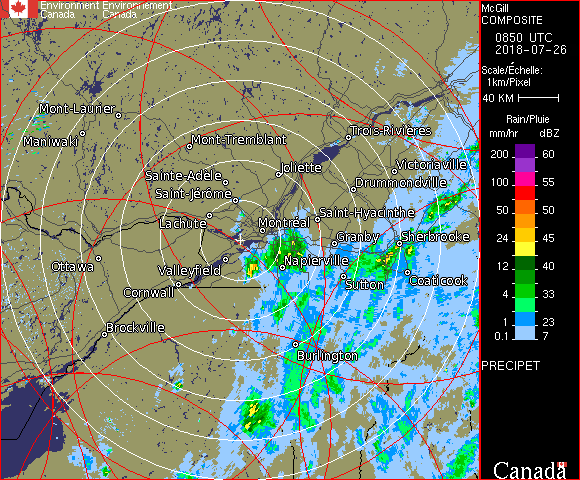 Environment Environnement
Canada Canada
Mont-Laurier
Maniwaki
Mont-Tremblant
Trois-Rivières
Joliette
Victoriaville
Sainte-Adèle
Drummondville
Saint-Jérôme
Lachute
Saint-Hyacinthe
Montréal
Granby
Sherbrooke
Ottawa
Valleyfield
Napierville
Sutton
Coaticook
Cornwall
Brockville
Burlington
McGill
COMPOSITE
0850 UTC
2018-07-26
Scale/Échelle:
1km/Pixel
40 KM
Rain/Pluie
mm/hr dBZ
200 60
100 55
50 50
24 45
12 40
4 33
1 23
0.1 7
PRECIPET
Canada